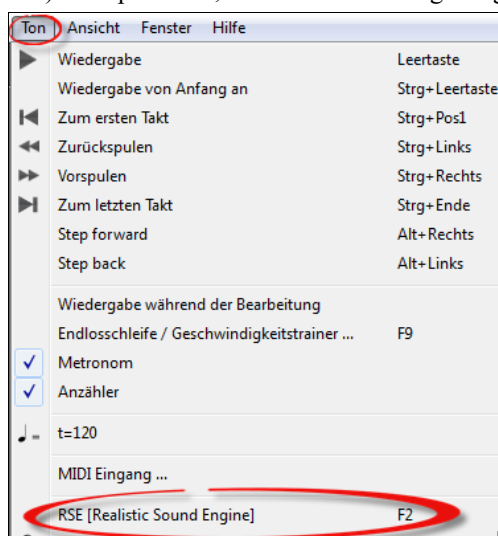 Ton Ansicht Fenster Hilfe
Wiedergabe Leertaste
Wiedergabe von Anfang an Strg+Leertaste
Zum ersten Takt Strg+Pos1
Zurückspulen Strg+Links
Vorspulen Strg+Rechts
Zum letzten Takt Strg+Ende
Step forward Alt+Rechts
Step back Alt+Links
Wiedergabe während der Bearbeitung
Endlosschleife / Geschwindigkeitstrainer ... F9
Metronom
Anzähler
t=120
MIDI Eingang ...
RSE [Realistic Sound Engine] F2